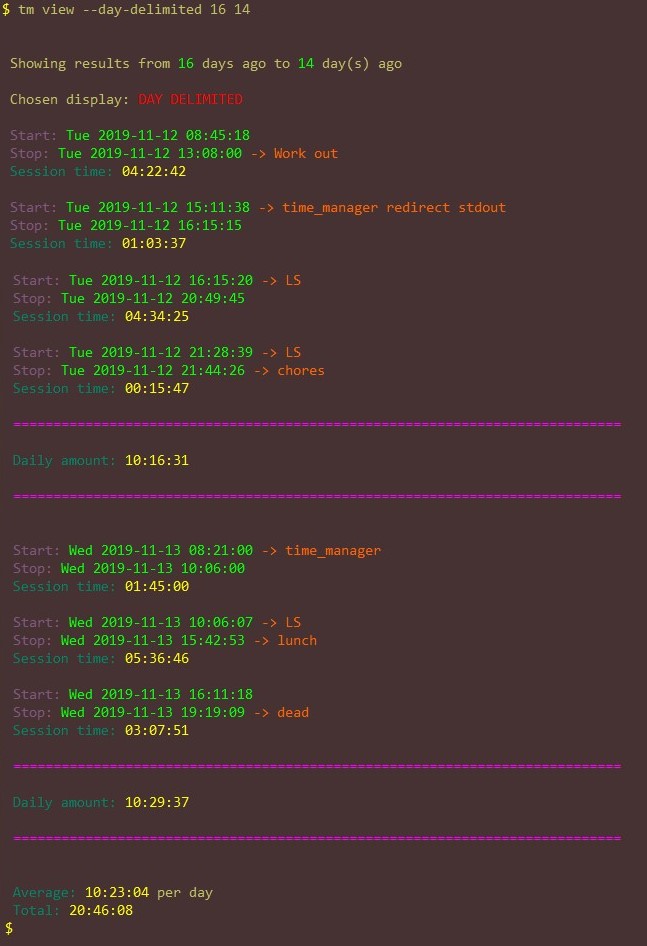 $ tm view --day-delimited 16 14
Showing results from 16 days ago to 14 day(s) ago
Chosen display: DAY DELIMITED
Start: Tue 2019-11-12 08:45:18
Stop: Tue 2019-11-12 13:08:00 -> Work out
Session time: 04:22:42
Start: Tue 2019-11-12 15:11:38 -> time_manager redirect stdout
Stop: Tue 2019-11-12 16:15:15
Session time: 01:03:37
Start: Tue 2019-11-12 16:15:20 -> LS
Stop: Tue 2019-11-12 20:49:45
Session time: 04:34:25
Start: Tue 2019-11-12 21:28:39 -> LS
Stop: Tue 2019-11-12 21:44:26 -> chores
Session time: 00:15:47
============================================================================
Daily amount: 10:16:31
============================================================================
Start: Wed 2019-11-13 08:21:00 -> time_manager
Stop: Wed 2019-11-13 10:06:00
Session time: 01:45:00
Start: Wed 2019-11-13 10:06:07 -> LS
Stop: Wed 2019-11-13 15:42:53 -> lunch
Session time: 05:36:46
Start: Wed 2019-11-13 16:11:18
Stop: Wed 2019-11-13 19:19:09 -> dead
Session time: 03:07:51
============================================================================
Daily amount: 10:29:37
============================================================================
Average: 10:23:04 per day
Total: 20:46:08
$